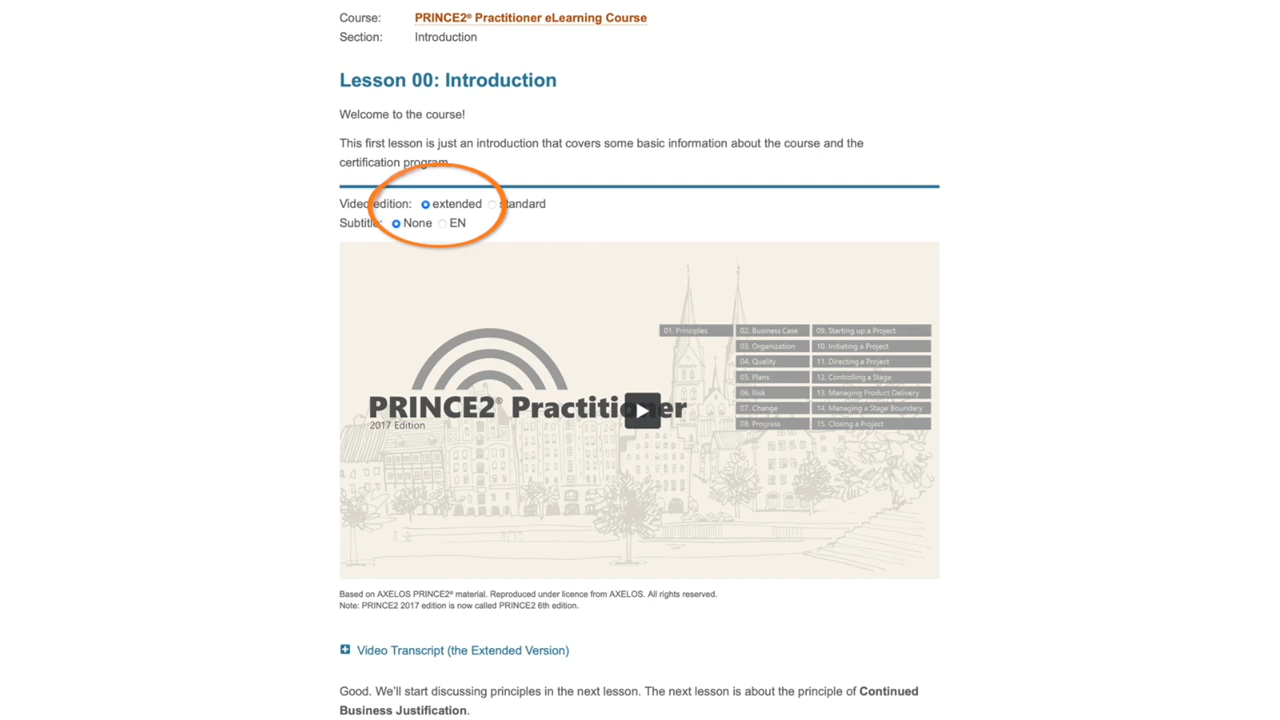 Course: PRINCE2® Practitioner eLearning Course
Section: Introduction
Lesson 00: Introduction
Welcome to the course!
This first lesson is just an introduction that covers some basic information about the course and the
certification program.
Video edition: extended standard
Subtitle: None EN
01. Principles 02. Business Case 09. Starting up a Project
03. Organization 10. Initiating a Project
04. Quality 11. Directing a Project
05. Plans 12. Controlling a Stage
06. Risk 13. Managing Product Delivery
07. Change 14. Managing a Stage Boundary
08. Progress 15. Closing a Project
PRINCE2® Practitioner
2017 Edition
Based on AXELOS PRINCE2® material. Reproduced under licence from AXELOS. All rights reserved.
Note: PRINCE2 2017 edition is now called PRINCE2 6th edition.
Video Transcript (the Extended Version)
Good. We'll start discussing principles in the next lesson. The next lesson is about the principle of Continued
Business Justification.